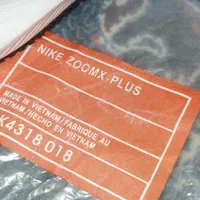 NIKE ZOOMX-PLUS
MADE IN VIETNAM/FABRIQUE AU
VIETNAM/HECHO EN VIETNAM
K4318 018